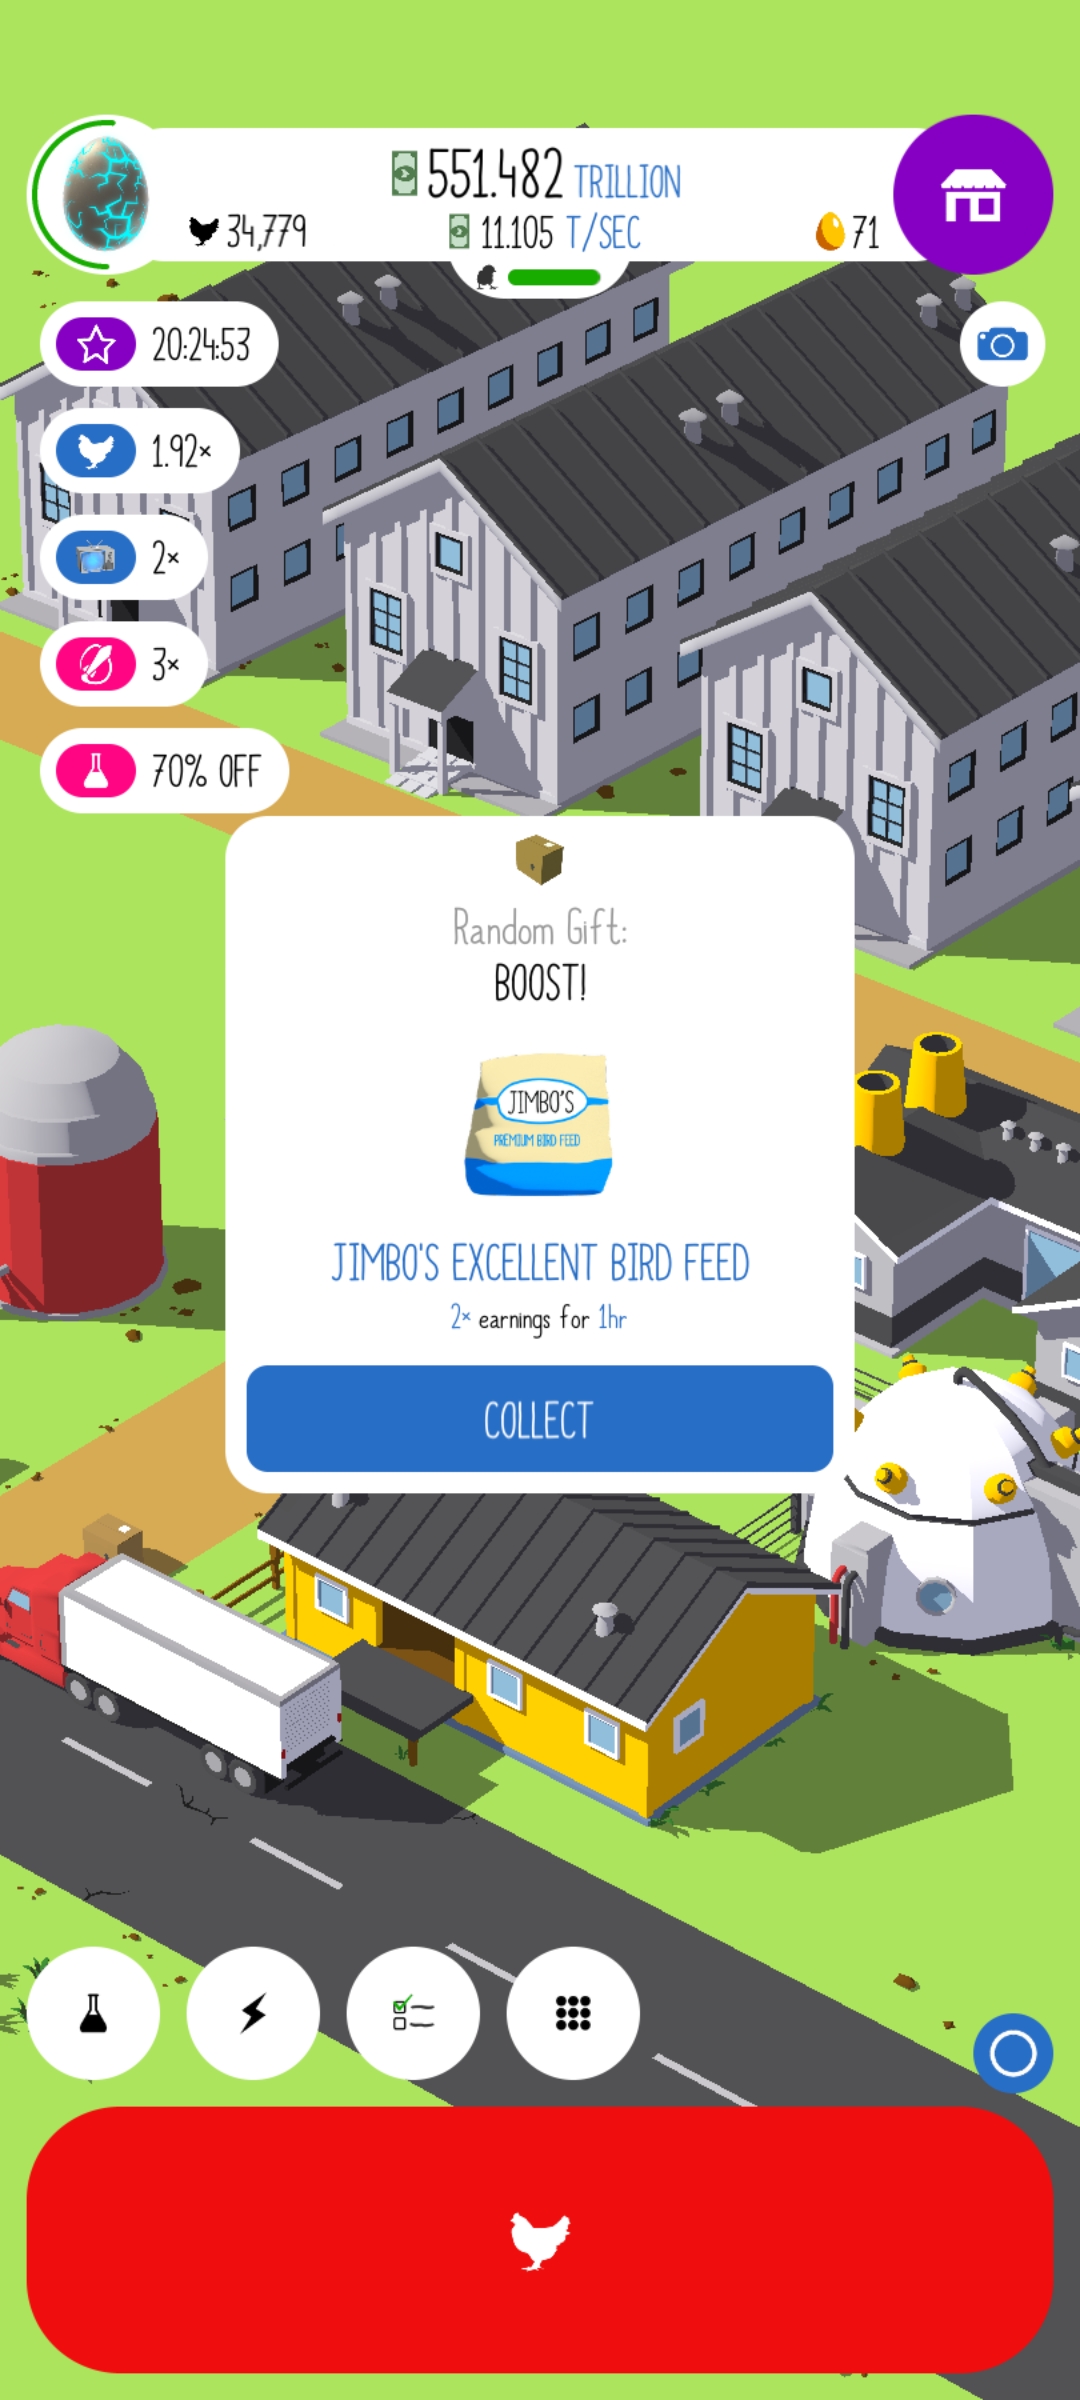 551.482 TRILLION
34,779
11.105 T/SEC
71
20:24:53
1.92×
2×
3×
70% OFF
Random Gift:
BOOST!
JIMBO'S
PREMIUM BIRD FEED
JIMBO'S EXCELLENT BIRD FEED
2× earnings for 1hr
COLLECT